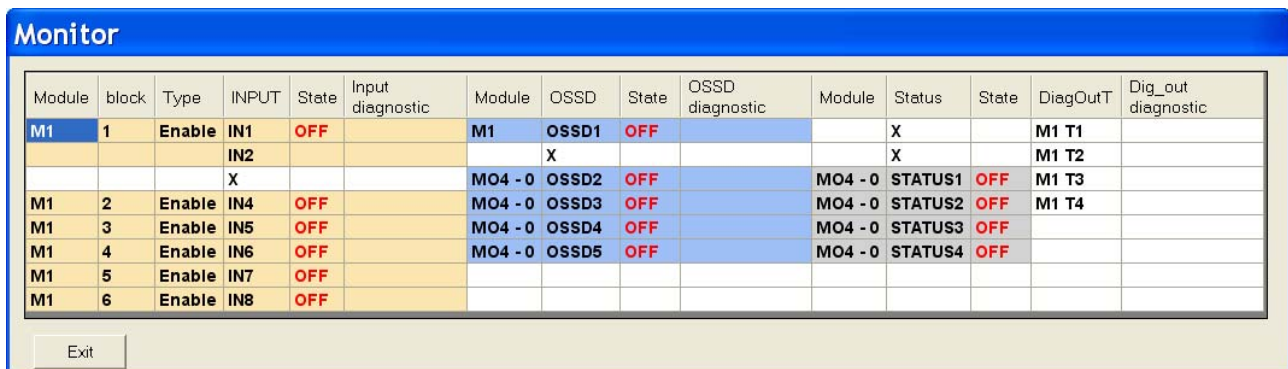 Monitor
Module block Type INPUT State Input diagnostic Module OSSD State OSSD diagnostic Module Status State DiagOutT Dig_out diagnostic
M1 1 Enable IN1 OFF M1 OSSD1 OFF X M1 T1
IN2 X X M1 T2
X MO4 - 0 OSSD2 OFF MO4 - 0 STATUS1 OFF M1 T3
M1 2 Enable IN4 OFF MO4 - 0 OSSD3 OFF MO4 - 0 STATUS2 OFF M1 T4
M1 3 Enable IN5 OFF MO4 - 0 OSSD4 OFF MO4 - 0 STATUS3 OFF
M1 4 Enable IN6 OFF MO4 - 0 OSSD5 OFF MO4 - 0 STATUS4 OFF
M1 5 Enable IN7 OFF
M1 6 Enable IN8 OFF
Exit